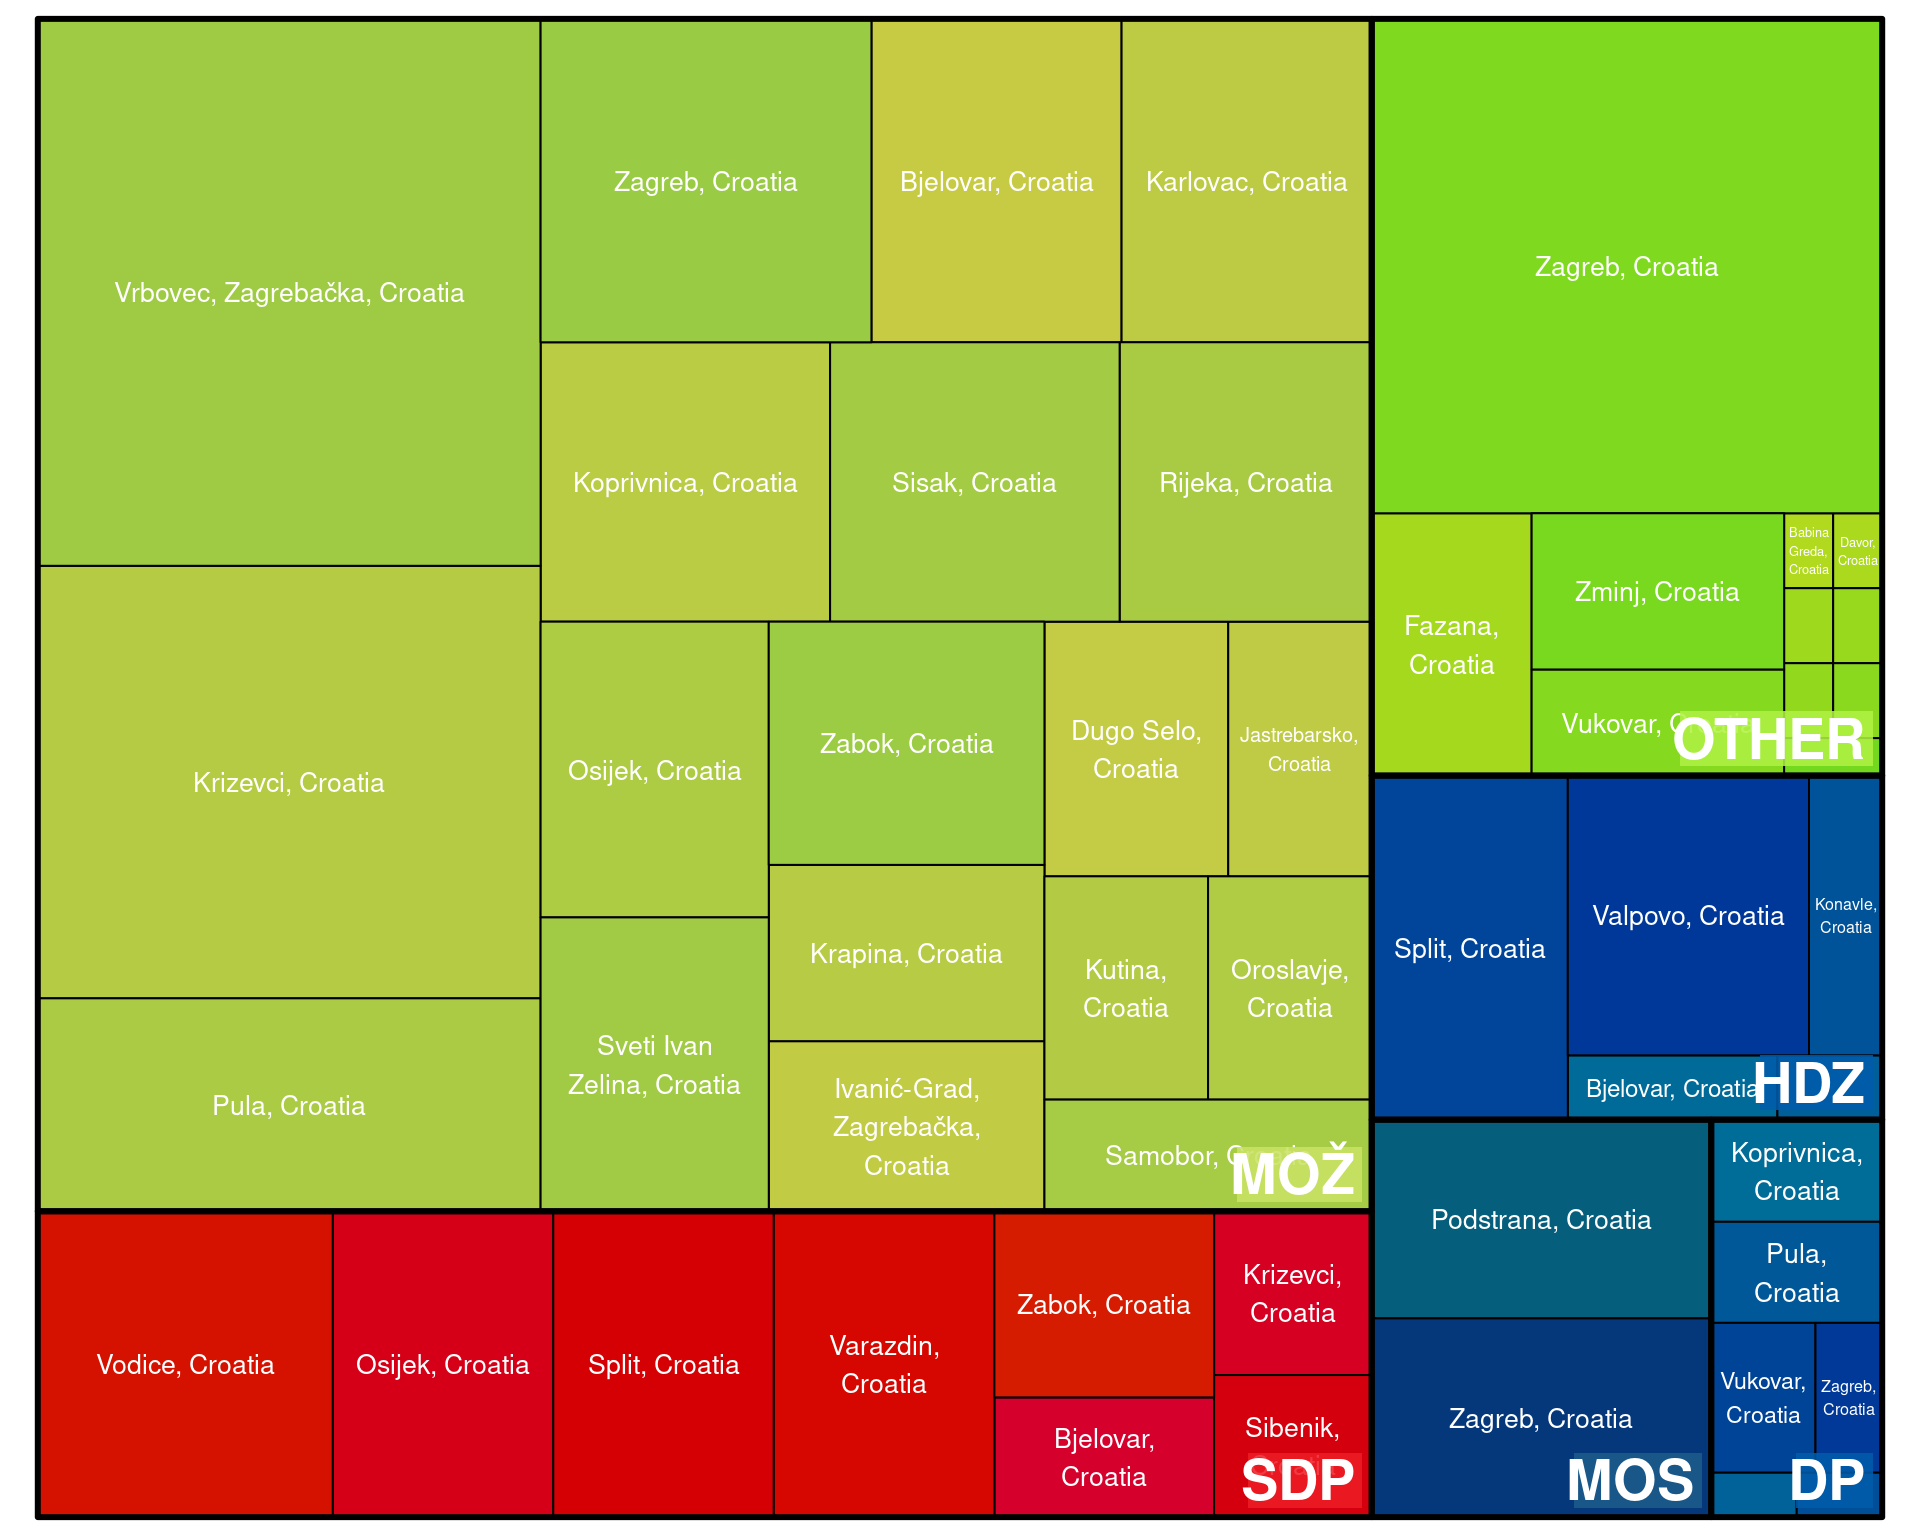 Vrbovec, Zagrebačka, Croatia
Zagreb, Croatia
Bjelovar, Croatia
Karlovac, Croatia
Koprivnica, Croatia
Sisak, Croatia
Rijeka, Croatia
Krizevci, Croatia
Pula, Croatia
Osijek, Croatia
Zabok, Croatia
Dugo Selo,
Croatia
Jastrebarsko,
Croatia
Krapina, Croatia
Kutina,
Croatia
Oroslavje,
Croatia
Sveti Ivan
Zelina, Croatia
Ivanić-Grad,
Zagrebačka,
Croatia
Samobor,
MOŽ
Zagreb, Croatia
Fazana,
Croatia
Zminj, Croatia
Babina
Greda,
Croatia
Davor,
Croatia
Vukovar,
OTHER
Split, Croatia
Valpovo, Croatia
Konavle,
Croatia
Bjelovar, Croatia
HDZ
Vodice, Croatia
Osijek, Croatia
Split, Croatia
Varazdin,
Croatia
Zabok, Croatia
Bjelovar,
Croatia
Krizevci,
Croatia
Sibenik,
SDP
Podstrana, Croatia
Zagreb, Croatia
MOS
Koprivnica,
Croatia
Pula,
Croatia
Vukovar,
Croatia
Zagreb,
Croatia
DP